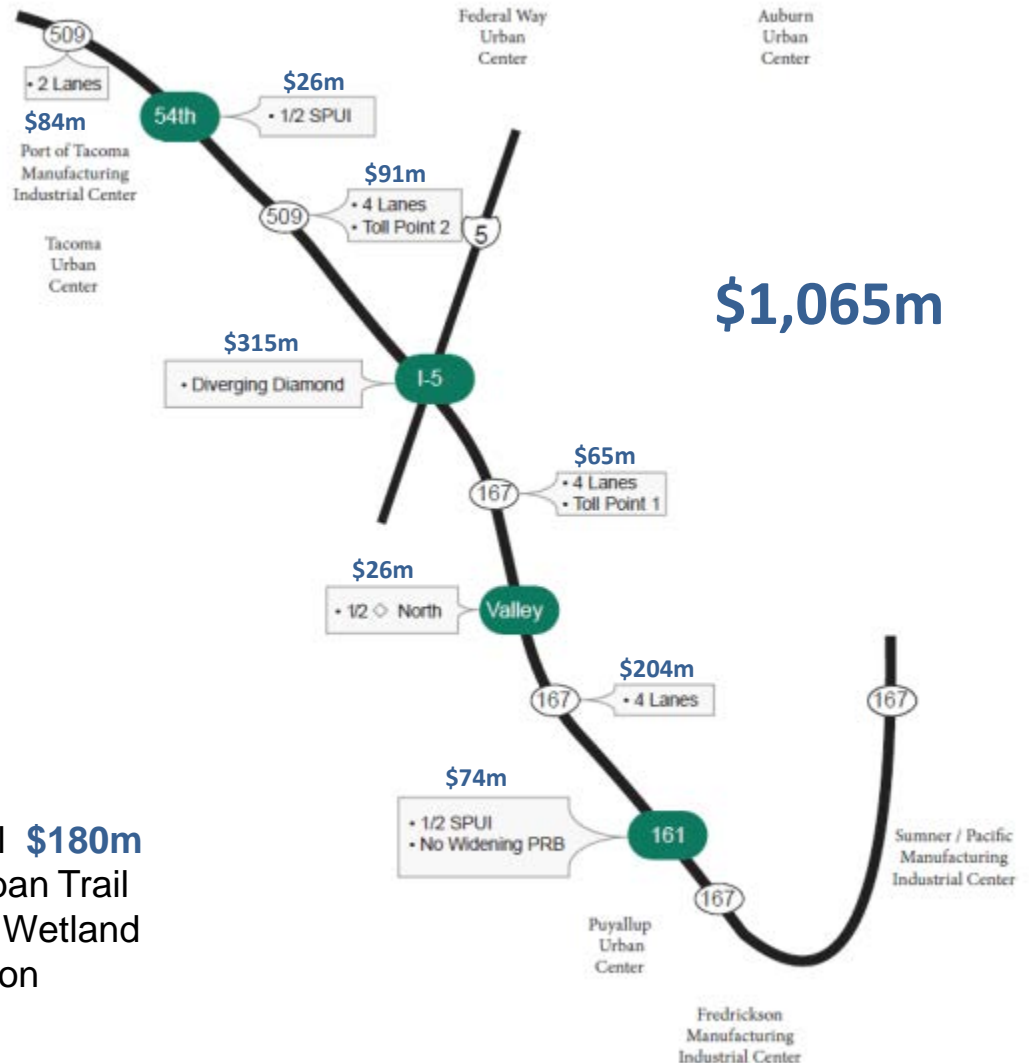 509
• 2 Lanes
$84m
Port of Tacoma
Manufacturing
Industrial Center
54th
$26m
• 1/2 SPUI
Federal Way
Urban
Center
Auburn
Urban
Center
509
$91m
• 4 Lanes
• Toll Point 2
5
Tacoma
Urban
Center
$1,065m
$315m
• Diverging Diamond
I-5
$65m
167
• 4 Lanes
• Toll Point 1
$26m
• 1/2 ◇ North
Valley
$204m
167
• 4 Lanes
167
$74m
• 1/2 SPUI
• No Widening PRB
161
Sumner / Pacific
Manufacturing
Industrial Center
167
Puyallup
Urban
Center
Fredrickson
Manufacturing
Industrial Center
$180m
Trail
Wetland